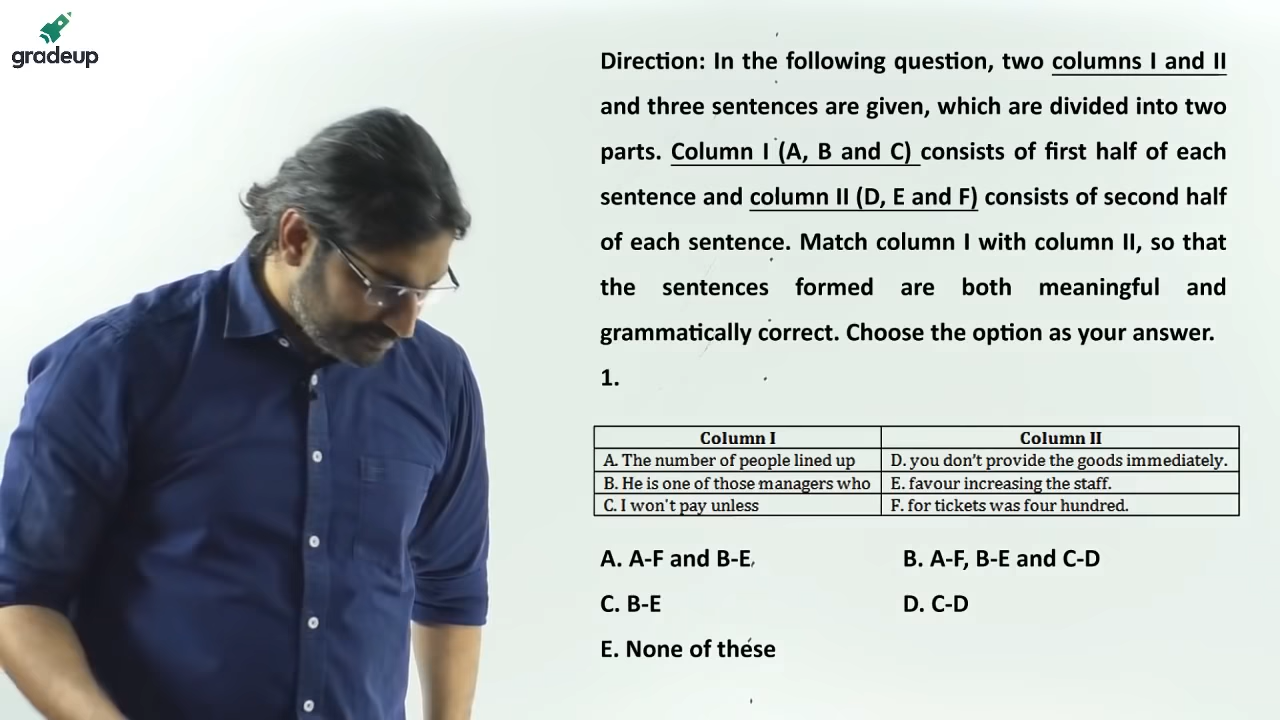 gradeup
Direction: In the following question, two columns I and II
and three sentences are given, which are divided into two
parts. Column I (A, B and C) consists of first half of each
sentence and column II (D, E and F) consists of second half
of each sentence. Match column I with column II, so that
the sentences formed are both meaningful and
grammatically correct. Choose the option as your answer.
1.
Column I Column II
A. The number of people lined up D. you don't provide the goods immediately.
B. He is one of those managers who E. favour increasing the staff.
C. I won't pay unless F. for tickets was four hundred.
A. A-F and B-E B. A-F, B-E and C-D
C. B-E D. C-D
E. None of these